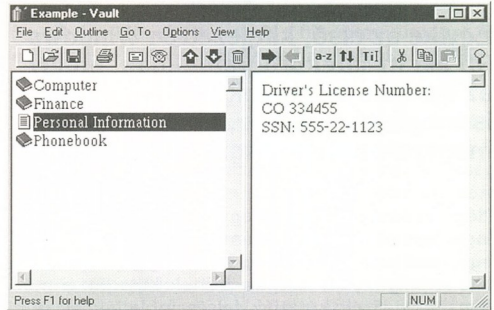 Example - Vault
File Edit Outline Go To Options View Help
a-z TiI
Computer
Finance
Personal Information
Phonebook
Driver's License Number:
CO 334455
SSN: 555-22-1123
Press F1 for help
NUM